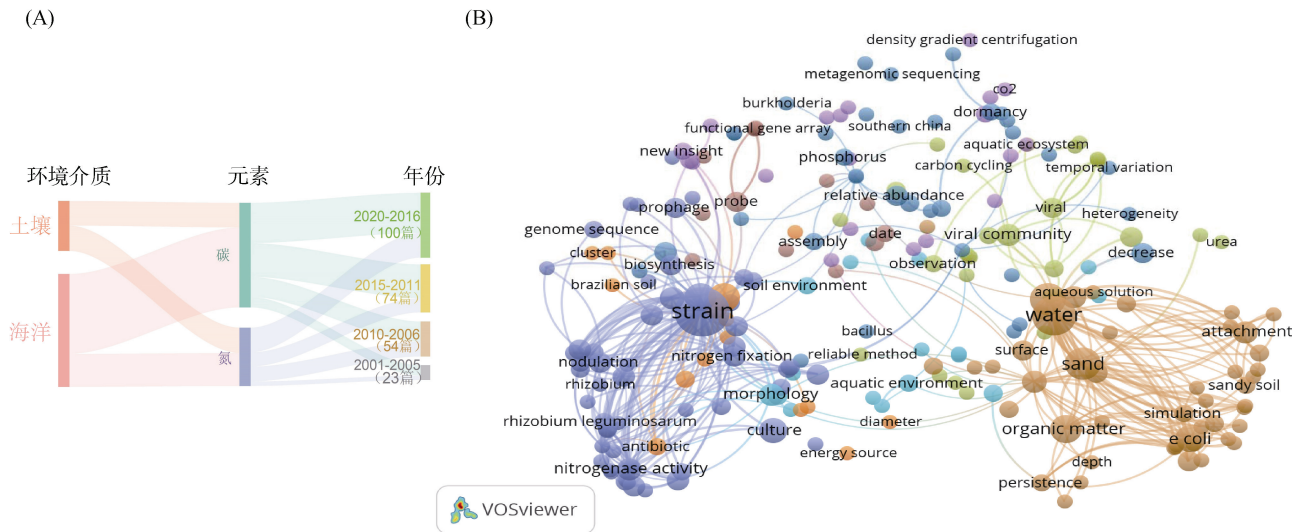 (A)
环境介质
元素
年份
土壤
海洋
碳
氮
2020-2016
(100篇)
2015-2011
(74篇)
2010-2006
(54篇)
2001-2005
(23篇)
(B)
density gradient centrifugation
metagenomic sequencing
co2
burkholderia
dormancy
functional gene array
southern china
aquatic ecosystem
new insight
phosphorus
carbon cycling
temporal variation
probe
relative abundance
prophage
viral
heterogeneity
genome sequence
date
viral community
urea
cluster
assembly
decrease
biosynthesis
observation
brazilian soil
soil environment
aqueous solution
strain
water
bacillus
attachment
nodulation
nitrogen fixation
reliable method
surface
sand
rhizobium
aquatic environment
sandy soil
morphology
simulation
rhizobium leguminosarum
diameter
culture
organic matter
e coli
antibiotic
energy source
nitrogenase activity
depth
persistence
VOSviewer